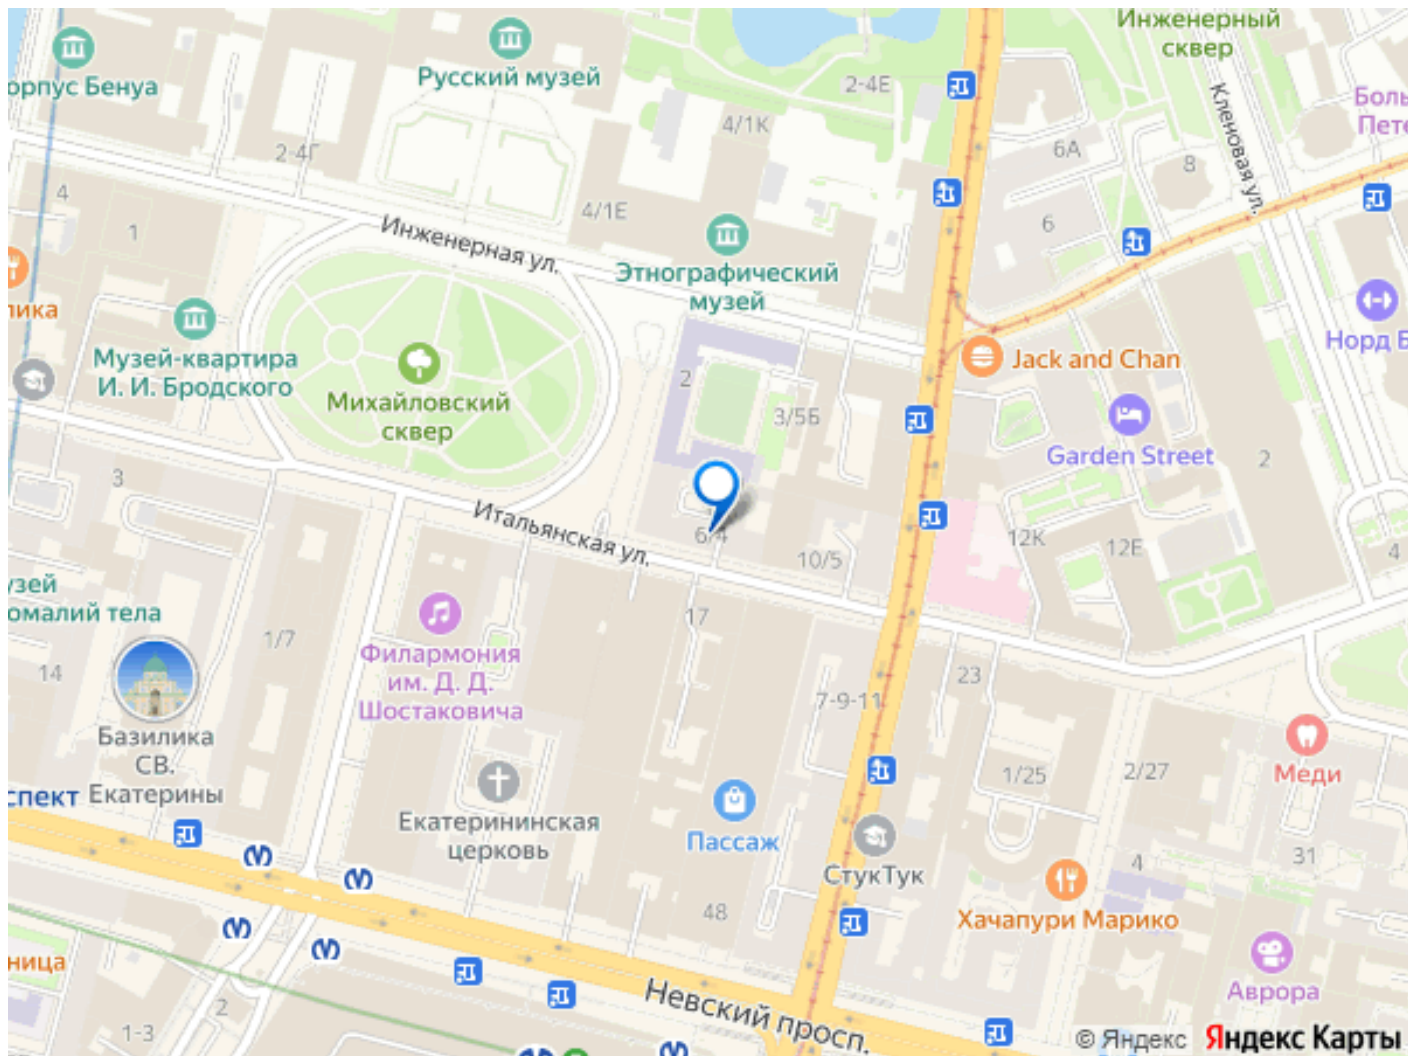 Инженерный
сквер
Русский музей
орпус Бенуа
2-4Е
Боль
Пете
Кленовая ул.
4/1К
6А
2-4Г
8
4
4/1Е
1
Инженерная ул.
6
Этнографический
музей
лика
Норд Б
Музей-квартира
И. И. Бродского
Jack and Chan
2
Михайловский
сквер
3/5Б
Garden Street
2
3
Итальянская ул.
6/4
10/5
12К
12Е
4
узей
омалий тела
17
1/7
Филармония
им. Д. Д.
Шостаковича
14
23
7-9-11
Базилика
СВ.
Екатерины
спект
1/25
2/27
Меди
Екатерининская
церковь
Пассаж
СтукТук
4
31
48
Хачапури Марико
ница
Аврора
Невский просп.
2
1-3
© Яндекс Яндекс Карты